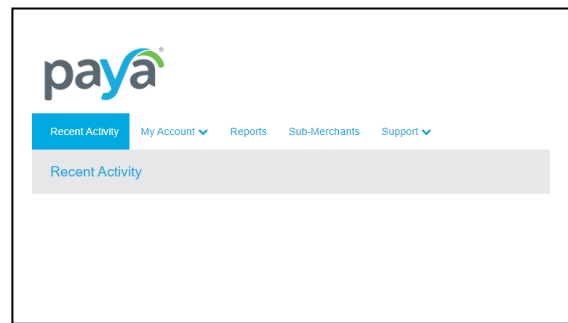 paya®
Recent Activity My Account Reports Sub-Merchants Support
Recent Activity